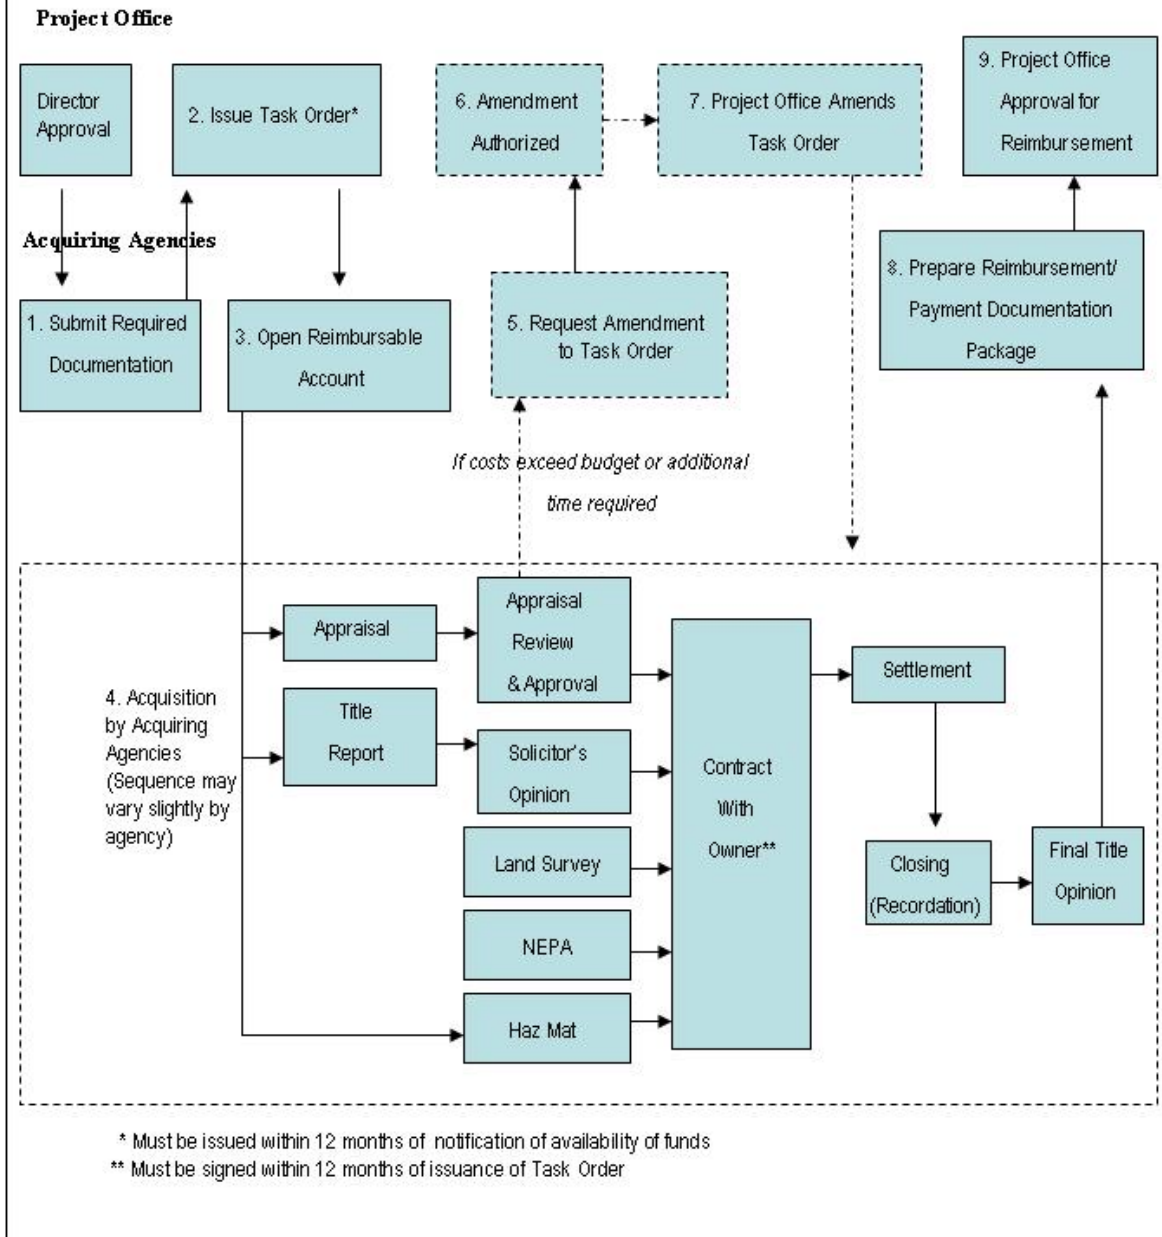 Project Office
Director
Approval
2. Issue Task Order*
6. Amendment
Authorized
7. Project Office Amends
Task Order
9. Project Office
Approval for
Reimbursement
Acquiring Agencies
1. Submit Required
Documentation
3. Open Reimbursable
Account
5. Request Amendment
to Task Order
8. Prepare Reimbursement/
Payment Documentation
Package
If costs exceed budget or additional
time required
4. Acquisition
by Acquiring
Agencies
(Sequence may
vary slightly by
agency)
Appraisal
Appraisal
Review
& Approval
Title
Report
Solicitor's
Opinion
Land Survey
NEPA
Haz Mat
Contract
With
Owner**
Settlement
Closing
(Recordation)
Final Title
Opinion
* Must be issued within 12 months of notification of availability of funds
** Must be signed within 12 months of issuance of Task Order